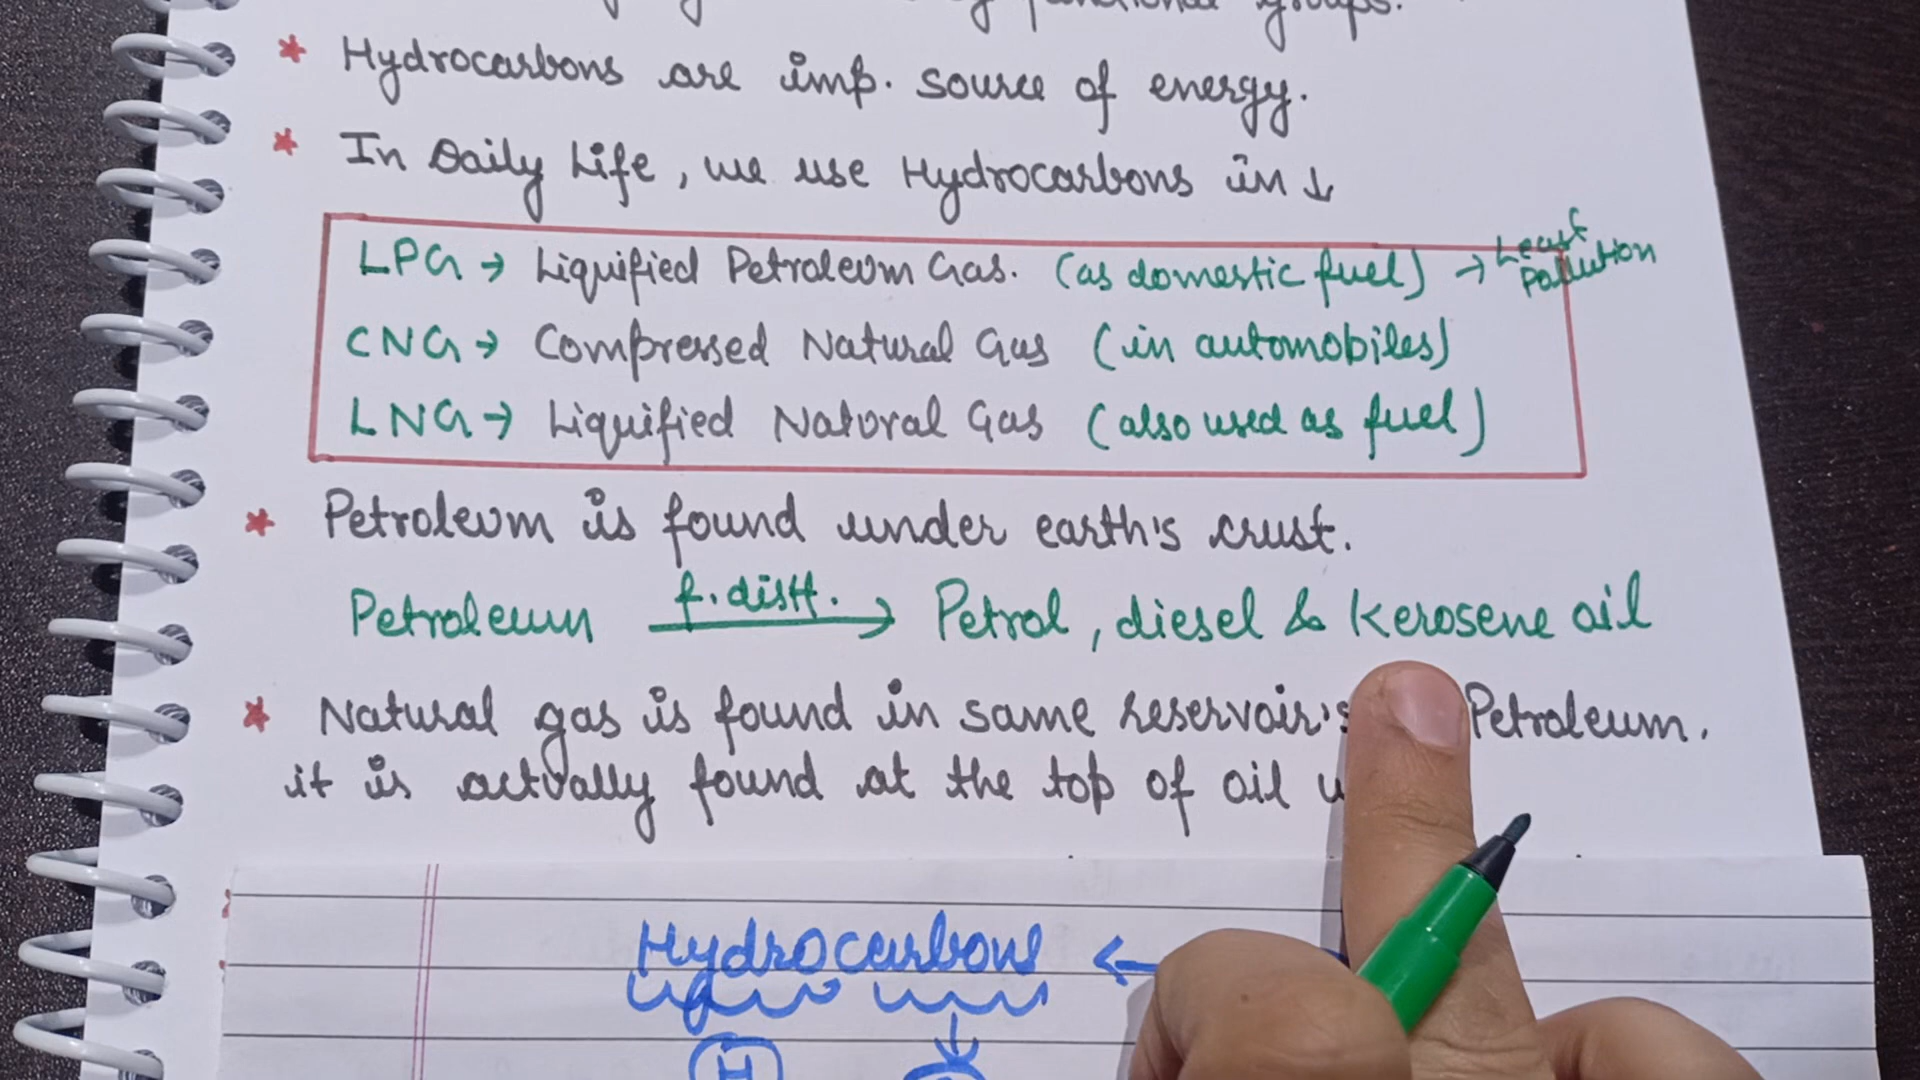 functional groups.
* Hydrocarbons are imp. source of energy.
* In Daily Life, we use Hydrocarbons in ↓
LPG → Liquified Petroleum Gas. (as domestic fuel) → Least Pollution
CNG → Compressed Natural Gas (in automobiles)
LNG → Liquified Natural Gas (also used as fuel)
* Petroleum is found under earth's crust.
Petroleum f. distt. → Petrol, diesel & Kerosene oil
* Natural gas is found in same reservoir's Petroleum.
it is actually found at the top of oil
Hydrocarbons ←
↓
H